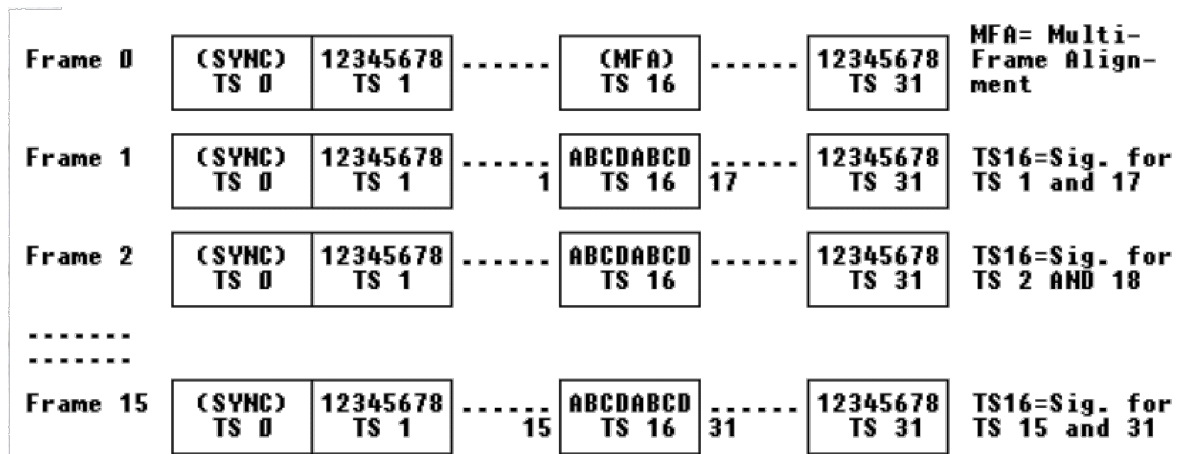 MFA= Multi-
Frame 0 (SYNC) 12345678 ...... (MFA) ...... 12345678 Frame Align-
TS 0 TS 1 TS 16 TS 31 ment
Frame 1 (SYNC) 12345678 ...... ABCDABCD ...... 12345678 TS16=Sig. for
TS 0 TS 1 1 TS 16 17 TS 31 TS 1 and 17
Frame 2 (SYNC) 12345678 ...... ABCDABCD ...... 12345678 TS16=Sig. for
TS 0 TS 1 TS 16 TS 31 TS 2 AND 18
-------
-------
Frame 15 (SYNC) 12345678 ...... ABCDABCD ...... 12345678 TS16=Sig. for
TS 0 TS 1 15 TS 16 31 TS 31 TS 15 and 31